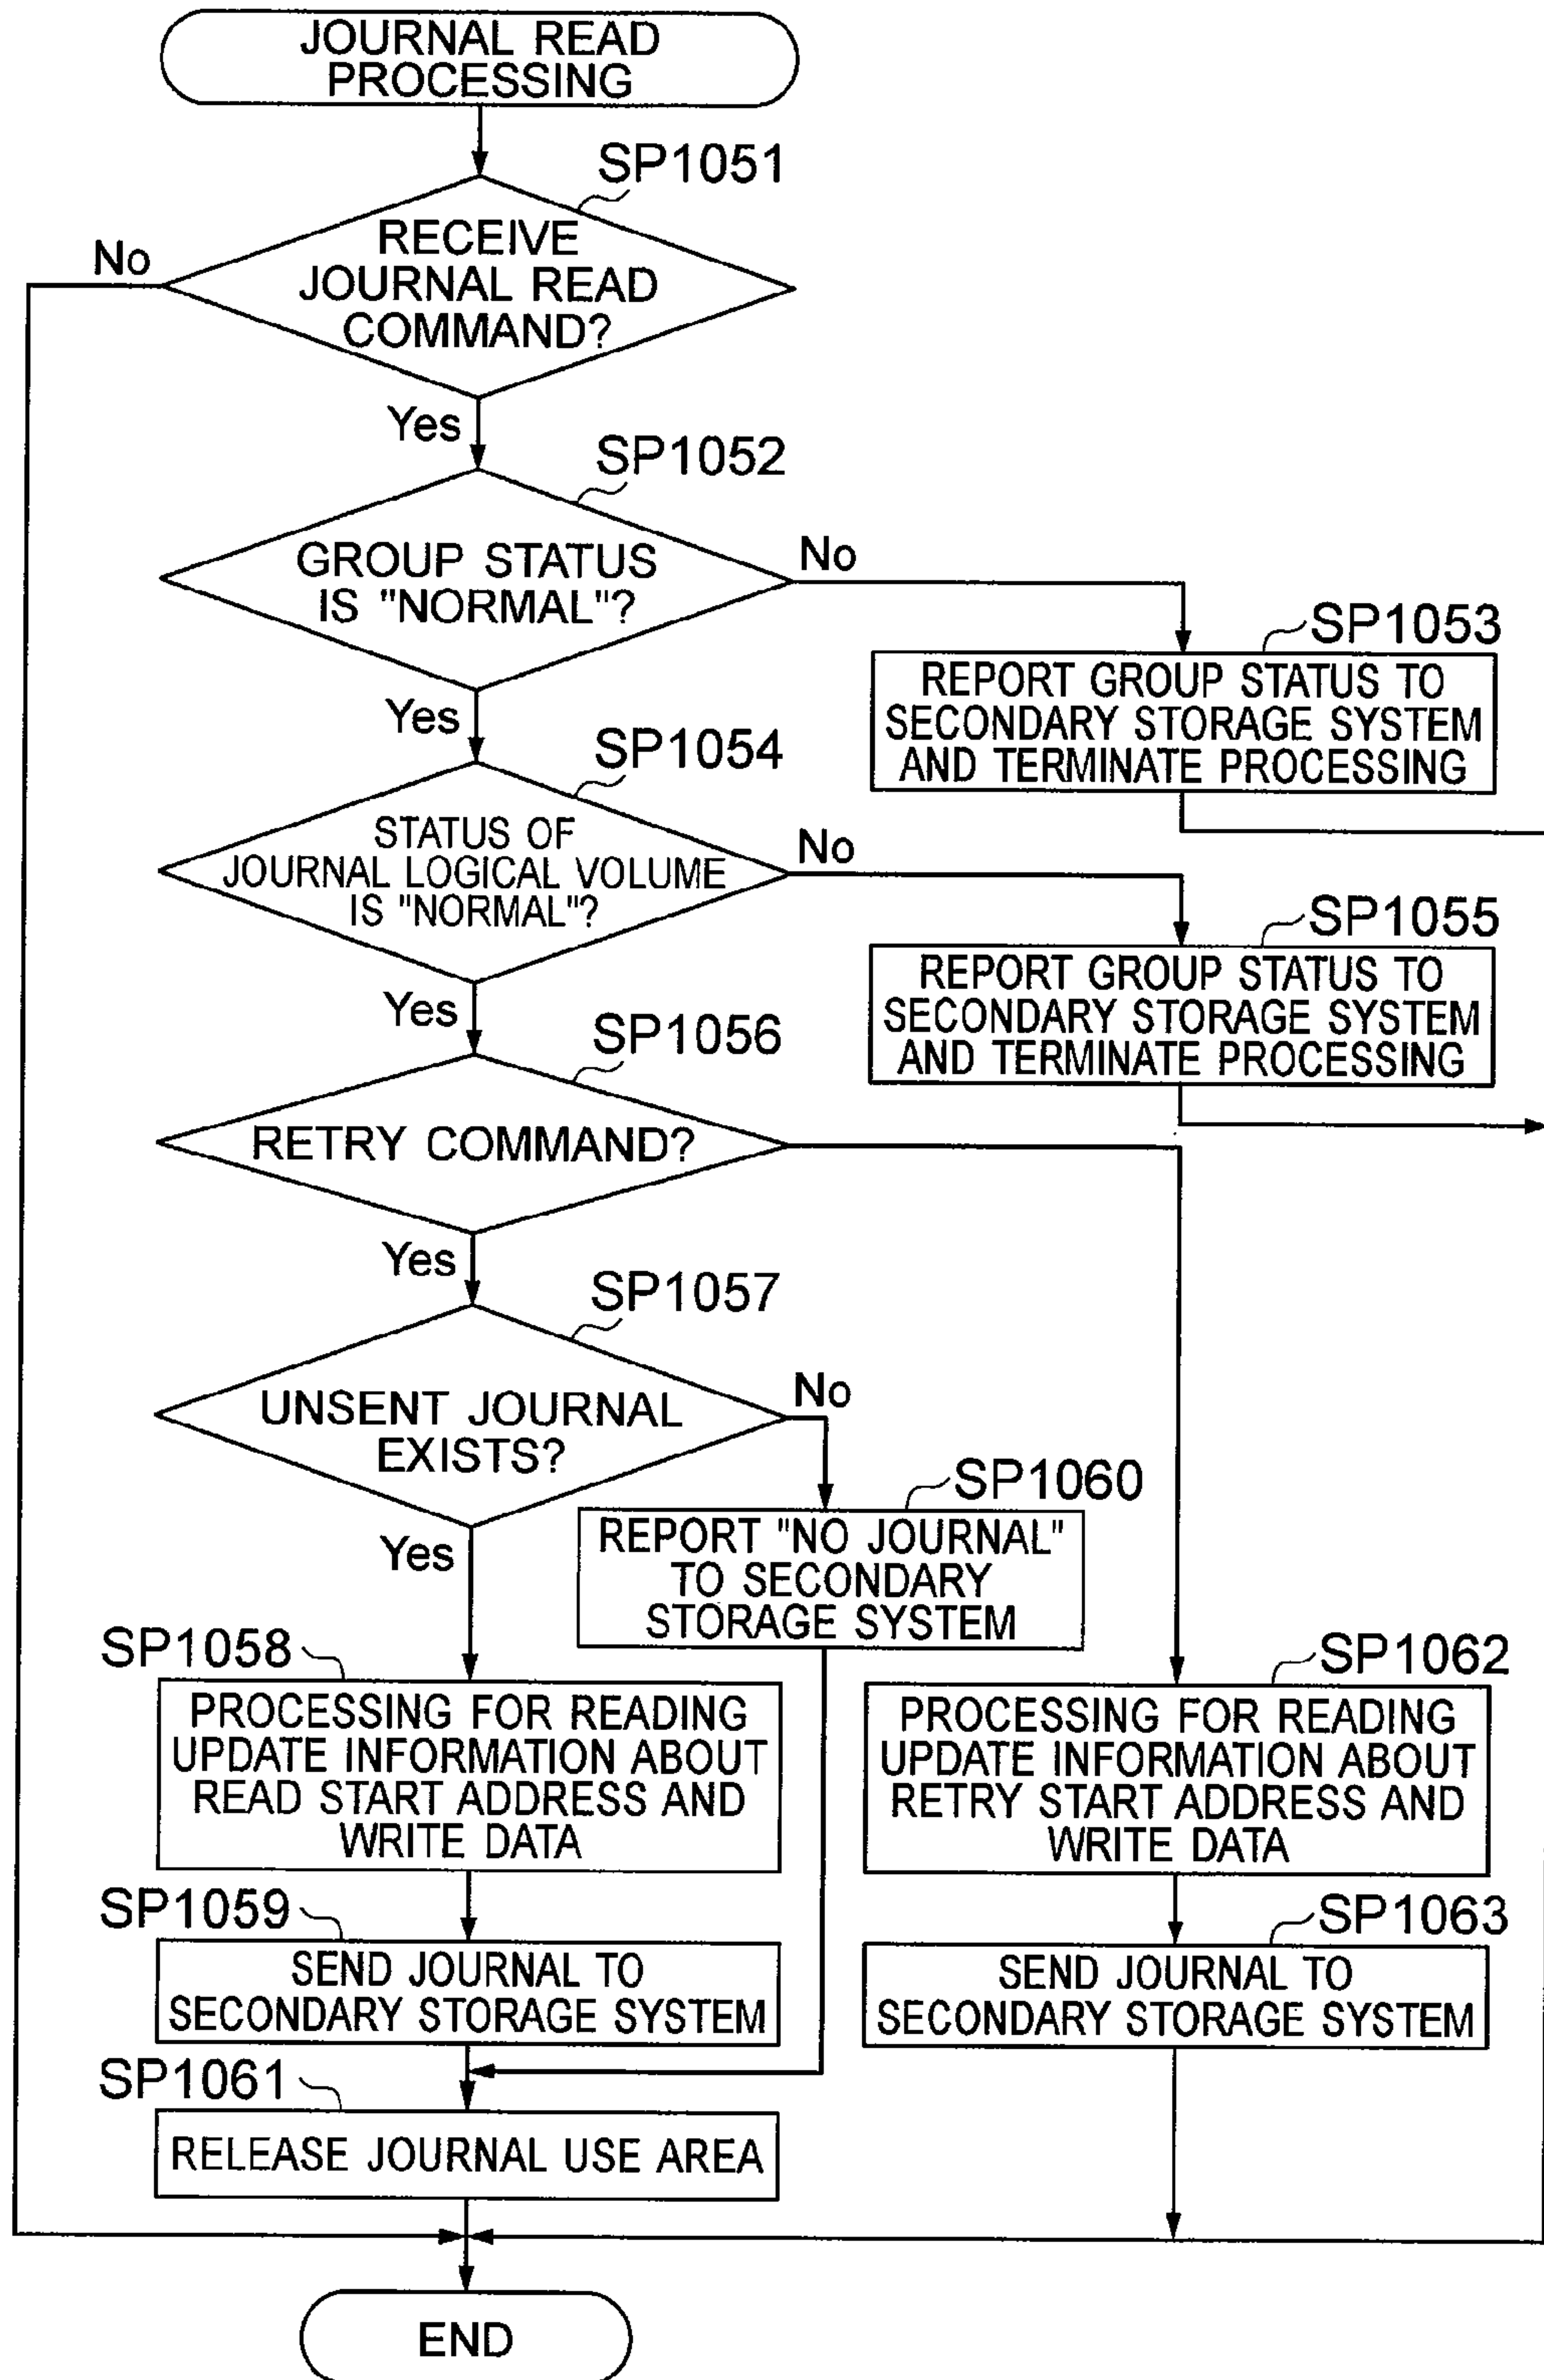 JOURNAL READ
PROCESSING
SP1051
RECEIVE
JOURNAL READ
COMMAND?
No
Yes
SP1052
GROUP STATUS
IS "NORMAL"?
No
SP1053
REPORT GROUP STATUS TO
SECONDARY STORAGE SYSTEM
AND TERMINATE PROCESSING
Yes
SP1054
STATUS OF
JOURNAL LOGICAL VOLUME
IS "NORMAL"?
No
SP1055
REPORT GROUP STATUS TO
SECONDARY STORAGE SYSTEM
AND TERMINATE PROCESSING
Yes
SP1056
RETRY COMMAND?
Yes
SP1057
UNSENT JOURNAL
EXISTS?
No
SP1060
REPORT "NO JOURNAL"
TO SECONDARY
STORAGE SYSTEM
Yes
SP1058
PROCESSING FOR READING
UPDATE INFORMATION ABOUT
READ START ADDRESS AND
WRITE DATA
SP1062
PROCESSING FOR READING
UPDATE INFORMATION ABOUT
RETRY START ADDRESS AND
WRITE DATA
SP1059
SEND JOURNAL TO
SECONDARY STORAGE SYSTEM
SP1063
SEND JOURNAL TO
SECONDARY STORAGE SYSTEM
SP1061
RELEASE JOURNAL USE AREA
END